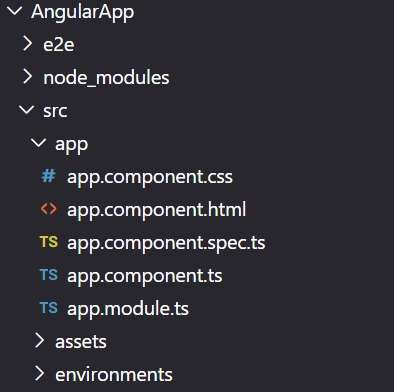 AngularApp
e2e
node_modules
src
app
# app.component.css
<> app.component.html
TS app.component.spec.ts
TS app.component.ts
TS app.module.ts
assets
environments